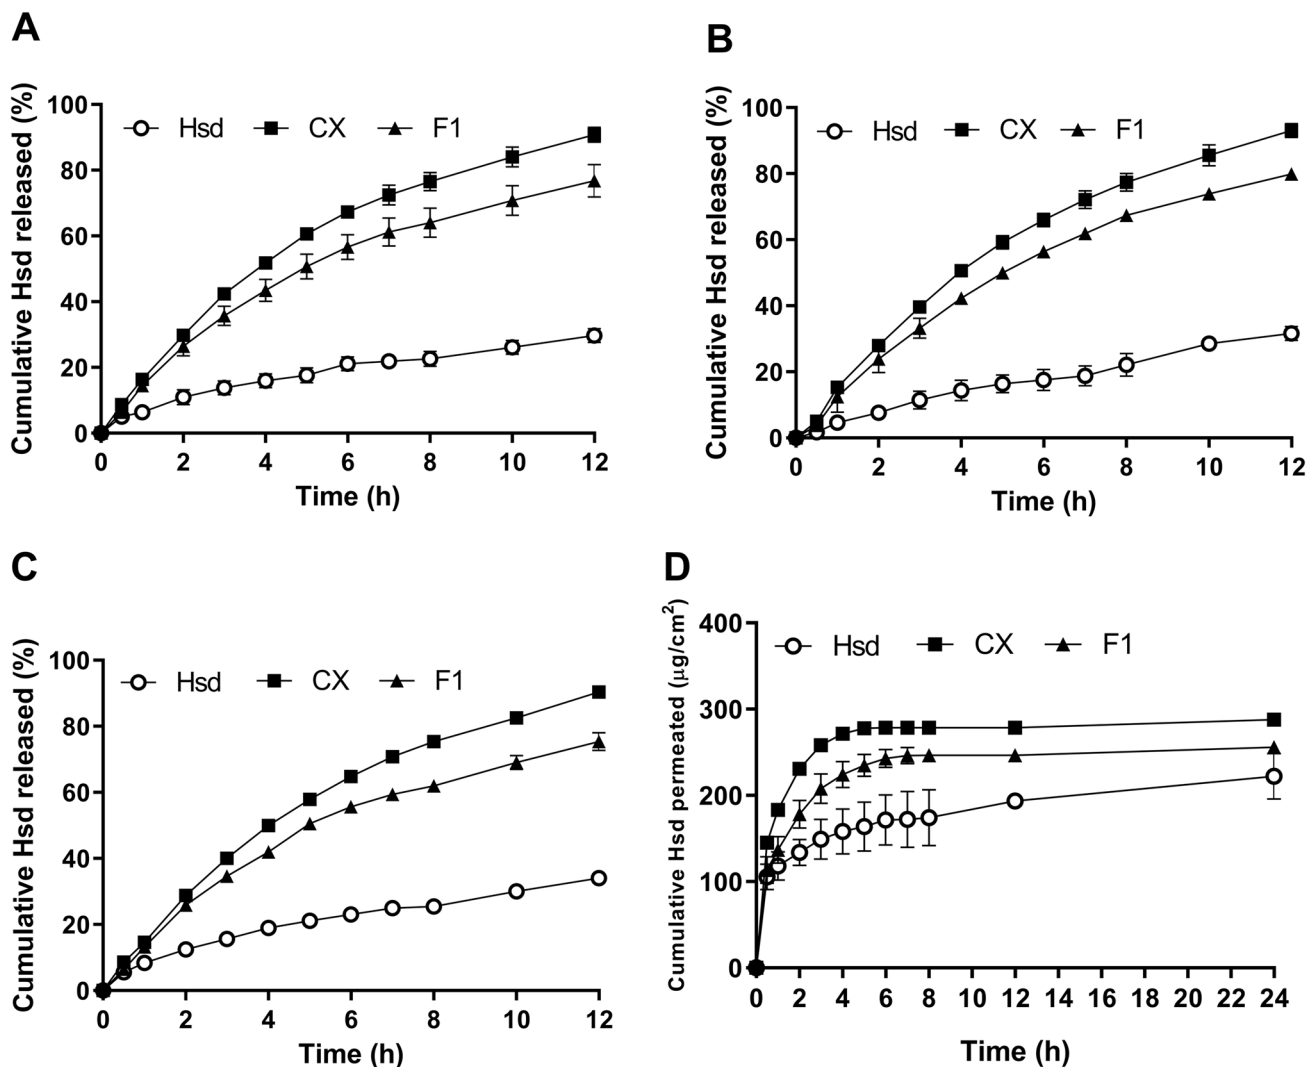 A
Cumulative Hsd released (%)
100
80
60
40
20
0
Hsd CX F1
0 2 4 6 8 10 12
Time (h)
B
Cumulative Hsd released (%)
100
80
60
40
20
0
Hsd CX F1
0 2 4 6 8 10 12
Time (h)
C
Cumulative Hsd released (%)
100
80
60
40
20
0
Hsd CX F1
0 2 4 6 8 10 12
Time (h)
D
Cumulative Hsd permeated (µg/cm²)
400
300
200
100
0
Hsd CX F1
0 2 4 6 8 10 12 14 16 18 20 22 24
Time (h)